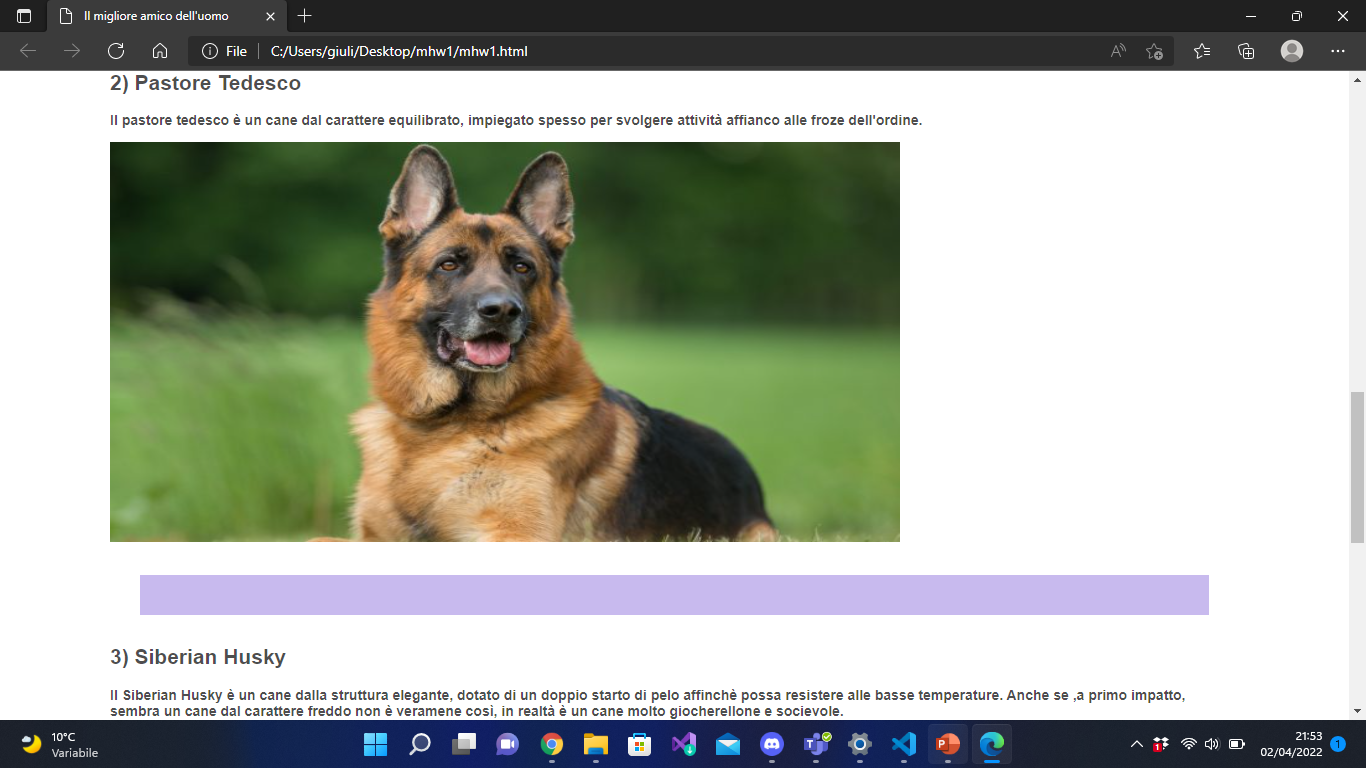 Il migliore amico dell'uomo
File
C:/Users/giuli/Desktop/mhw1/mhw1.html
2) Pastore Tedesco
Il pastore tedesco è un cane dal carattere equilibrato, impiegato spesso per svolgere attività affianco alle froze dell'ordine.
3) Siberian Husky
Il Siberian Husky è un cane dalla struttura elegante, dotato di un doppio starto di pelo affinchè possa resistere alle basse temperature. Anche se ,a primo impatto,
sembra un cane dal carattere freddo non è veramene così, in realtà è un cane molto giocherellone e socievole.
10°C
Variabile
1
21:53
02/04/2022
1